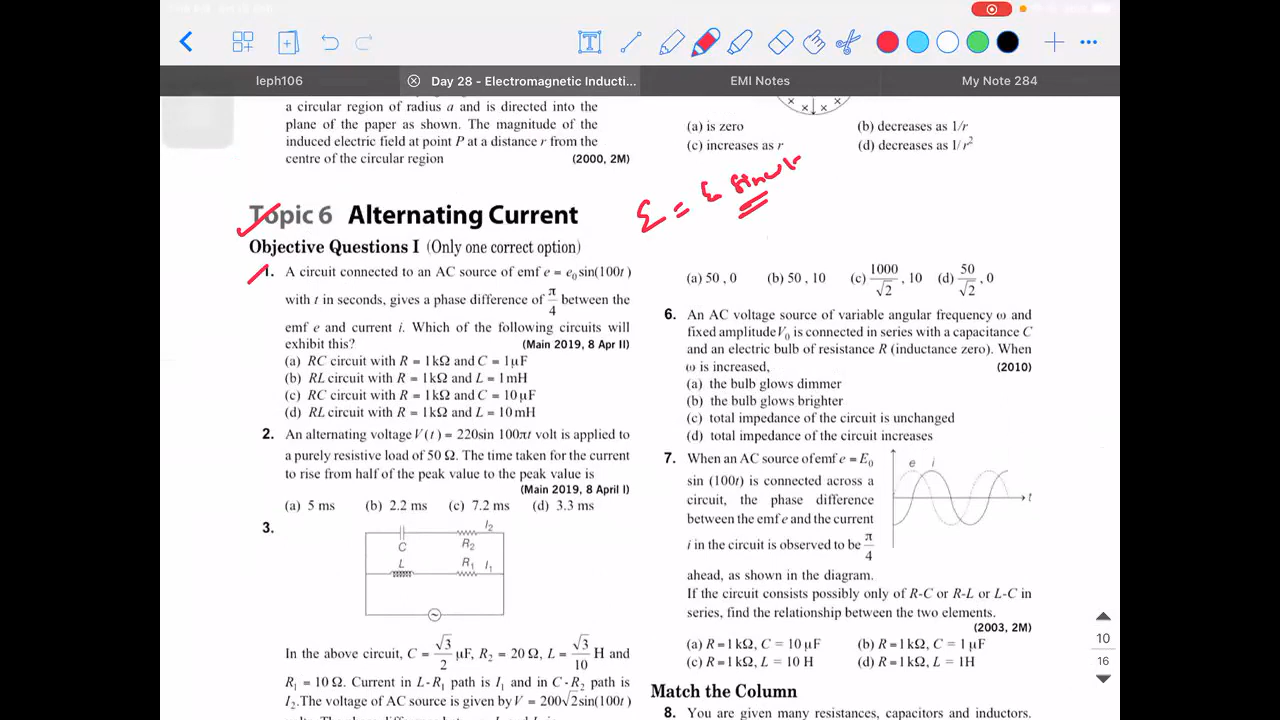 leph106
Day 28 - Electromagnetic Inducti...
EMI Notes
My Note 284
a circular region of radius a and is directed into the
plane of the paper as shown. The magnitude of the
induced electric field at point P at a distance r from the
centre of the circular region (2000, 2M)
(a) is zero (b) decreases as 1/r
(c) increases as r (d) decreases as 1/r²
Topic 6 Alternating Current
Objective Questions I (Only one correct option)
1. A circuit connected to an AC source of emf e = e₀ sin(100t)
with t in seconds, gives a phase difference of π/4 between the
emf e and current i. Which of the following circuits will
exhibit this? (Main 2019, 8 Apr II)
(a) RC circuit with R = 1 kΩ and C = 1 μF
(b) RL circuit with R = 1 kΩ and L = 1 mH
(c) RC circuit with R = 1 kΩ and C = 10 μF
(d) RL circuit with R = 1 kΩ and L = 10 mH
2. An alternating voltage V(t) = 220 sin 100πt volt is applied to
a purely resistive load of 50 Ω. The time taken for the current
to rise from half of the peak value to the peak value is
(Main 2019, 8 April I)
(a) 5 ms (b) 2.2 ms (c) 7.2 ms (d) 3.3 ms
3.
I₂
C R₂
L R₁ I₁
In the above circuit, C = √3/2 μF, R₂ = 20 Ω, L = √3/10 H and
R₁ = 10 Ω. Current in L-R₁ path is I₁ and in C-R₂ path is
I₂. The voltage of AC source is given by V = 200√2 sin(100t)
ε = ε sin
(a) 50, 0 (b) 50, 10 (c) 1000/√2, 10 (d) 50/√2, 0
6. An AC voltage source of variable angular frequency ω and
fixed amplitude V₀ is connected in series with a capacitance C
and an electric bulb of resistance R (inductance zero). When
ω is increased, (2010)
(a) the bulb glows dimmer
(b) the bulb glows brighter
(c) total impedance of the circuit is unchanged
(d) total impedance of the circuit increases
7. When an AC source of emf e = E₀
sin (100t) is connected across a
circuit, the phase difference
between the emf e and the current
i in the circuit is observed to be π/4
ahead, as shown in the diagram.
e i
t
If the circuit consists possibly only of R-C or R-L or L-C in
series, find the relationship between the two elements.
(2003, 2M)
(a) R = 1 kΩ, C = 10 μF (b) R = 1 kΩ, C = 1 μF
(c) R = 1 kΩ, L = 10 H (d) R = 1 kΩ, L = 1H
Match the Column
8. You are given many resistances, capacitors and inductors.
10
16